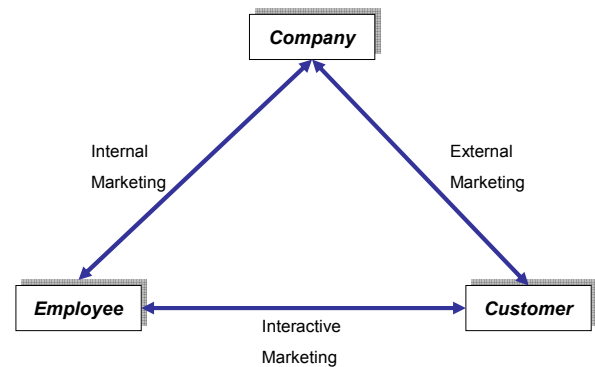 Company
Internal
Marketing
External
Marketing
Employee
Customer
Interactive
Marketing